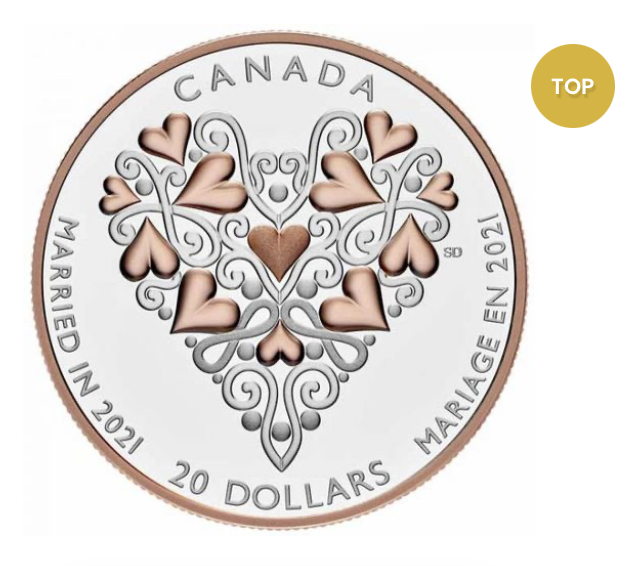 CANADA
TOP
MARRIED IN 2021
MARIAGE EN 2021
SD
20 DOLLARS